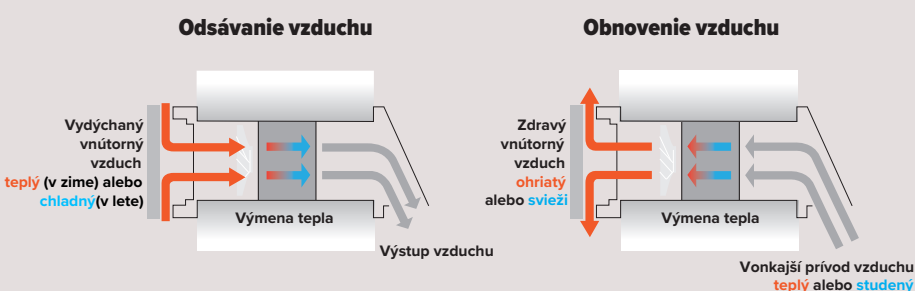 Odsávanie vzduchu
Vydýchaný
vnútorný
vzduch
teplý (v zime) alebo
chladný(v lete)
Výmena tepla
Výstup vzduchu
Obnovenie vzduchu
Zdravý
vnútorný
vzduch
ohriatý
alebo svieži
Výmena tepla
Vonkajší prívod vzduchu
teplý alebo studený